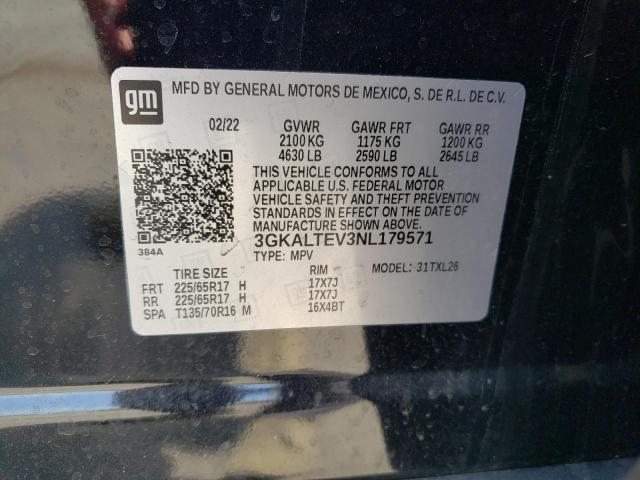 gm
MFD BY GENERAL MOTORS DE MEXICO, S. DE R.L. DE C.V.
02/22 GVWR GAWR FRT GAWR RR
2100 KG 1175 KG 1200 KG
4630 LB 2590 LB 2645 LB
THIS VEHICLE CONFORMS TO ALL
APPLICABLE U.S. FEDERAL MOTOR
VEHICLE SAFETY AND THEFT PREVENTION
STANDARDS IN EFFECT ON THE DATE OF
MANUFACTURE SHOWN ABOVE.
384A
3GKALTEV3NL179571
TYPE: MPV MODEL: 31TXL26
TIRE SIZE RIM
FRT 225/65R17 H 17X7J
RR 225/65R17 H 17X7J
SPA T135/70R16 M 16X4BT